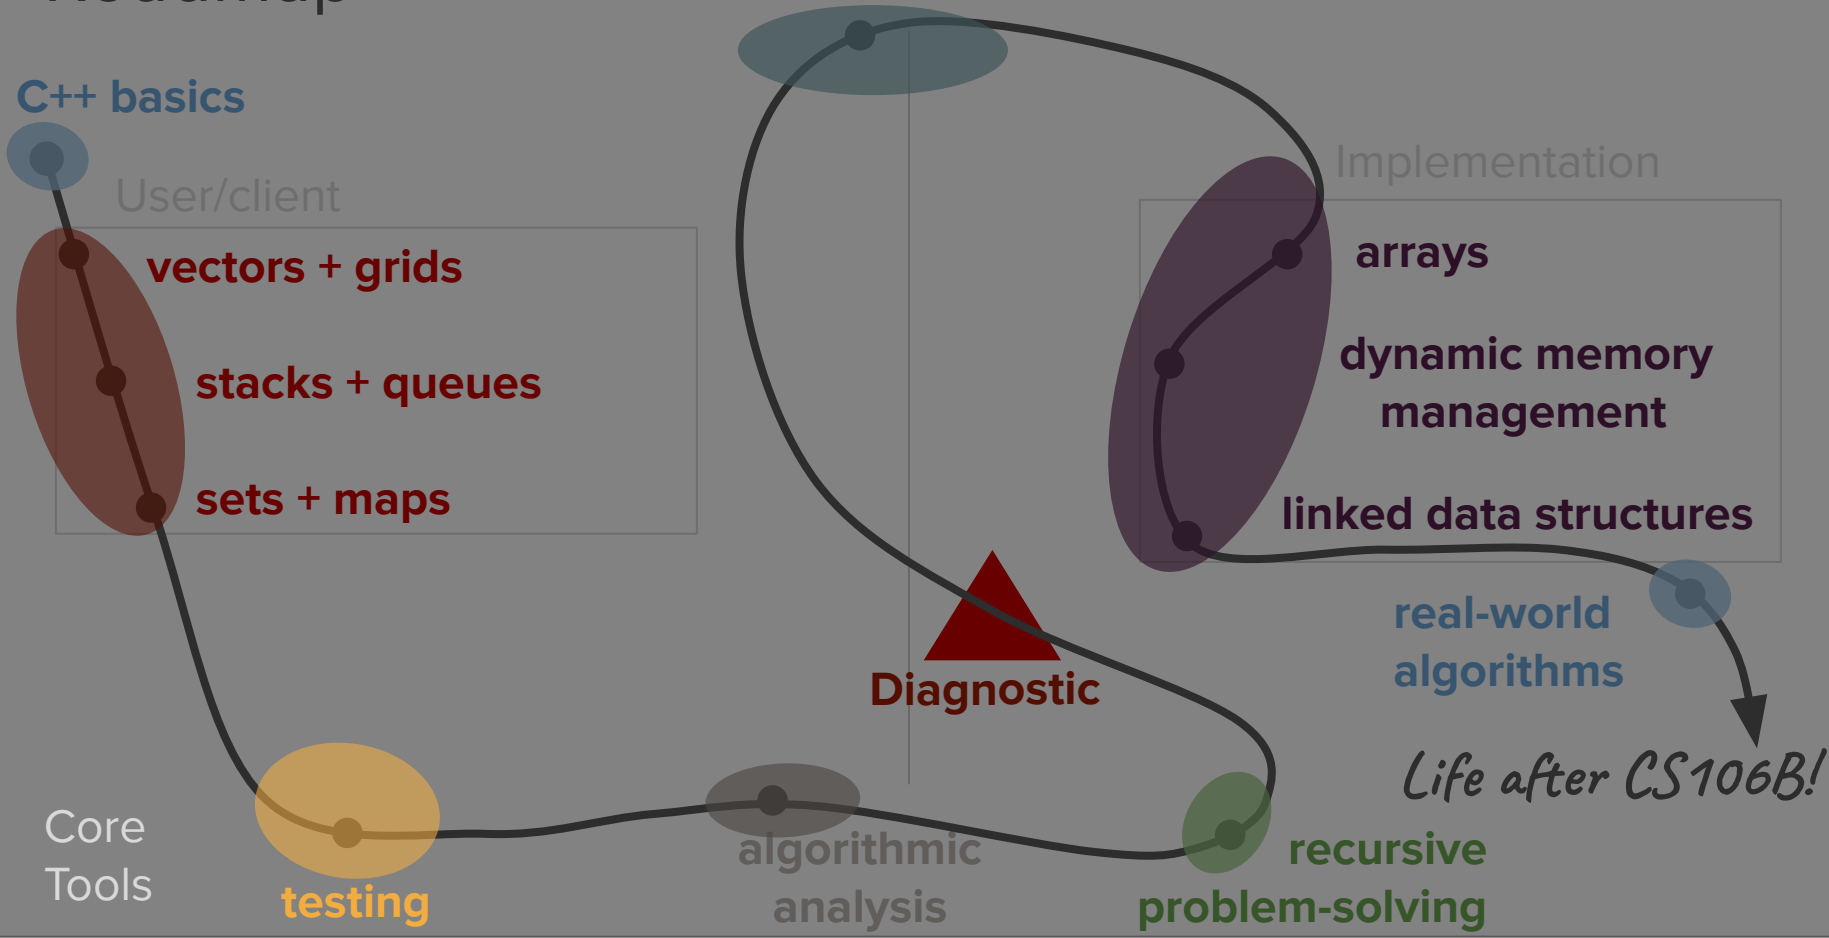 Roadmap
C++ basics
User/client
vectors + grids
stacks + queues
sets + maps
Implementation
arrays
dynamic memory
management
linked data structures
real-world
algorithms
Diagnostic
Life after CS106B!
Core
Tools
testing
algorithmic
analysis
recursive
problem-solving